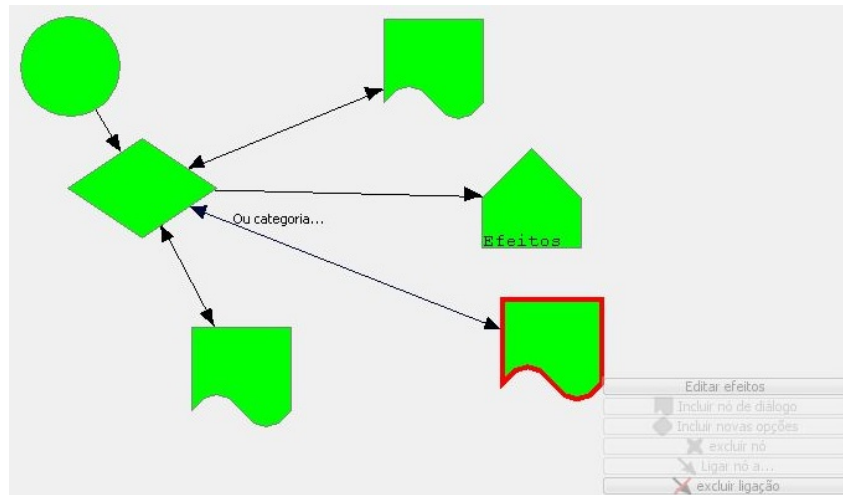 Ou categoria...
Efeitos
Editar efeitos
Incluir nó de diálogo
Incluir novas opções
excluir nó
Ligar nó a...
excluir ligação